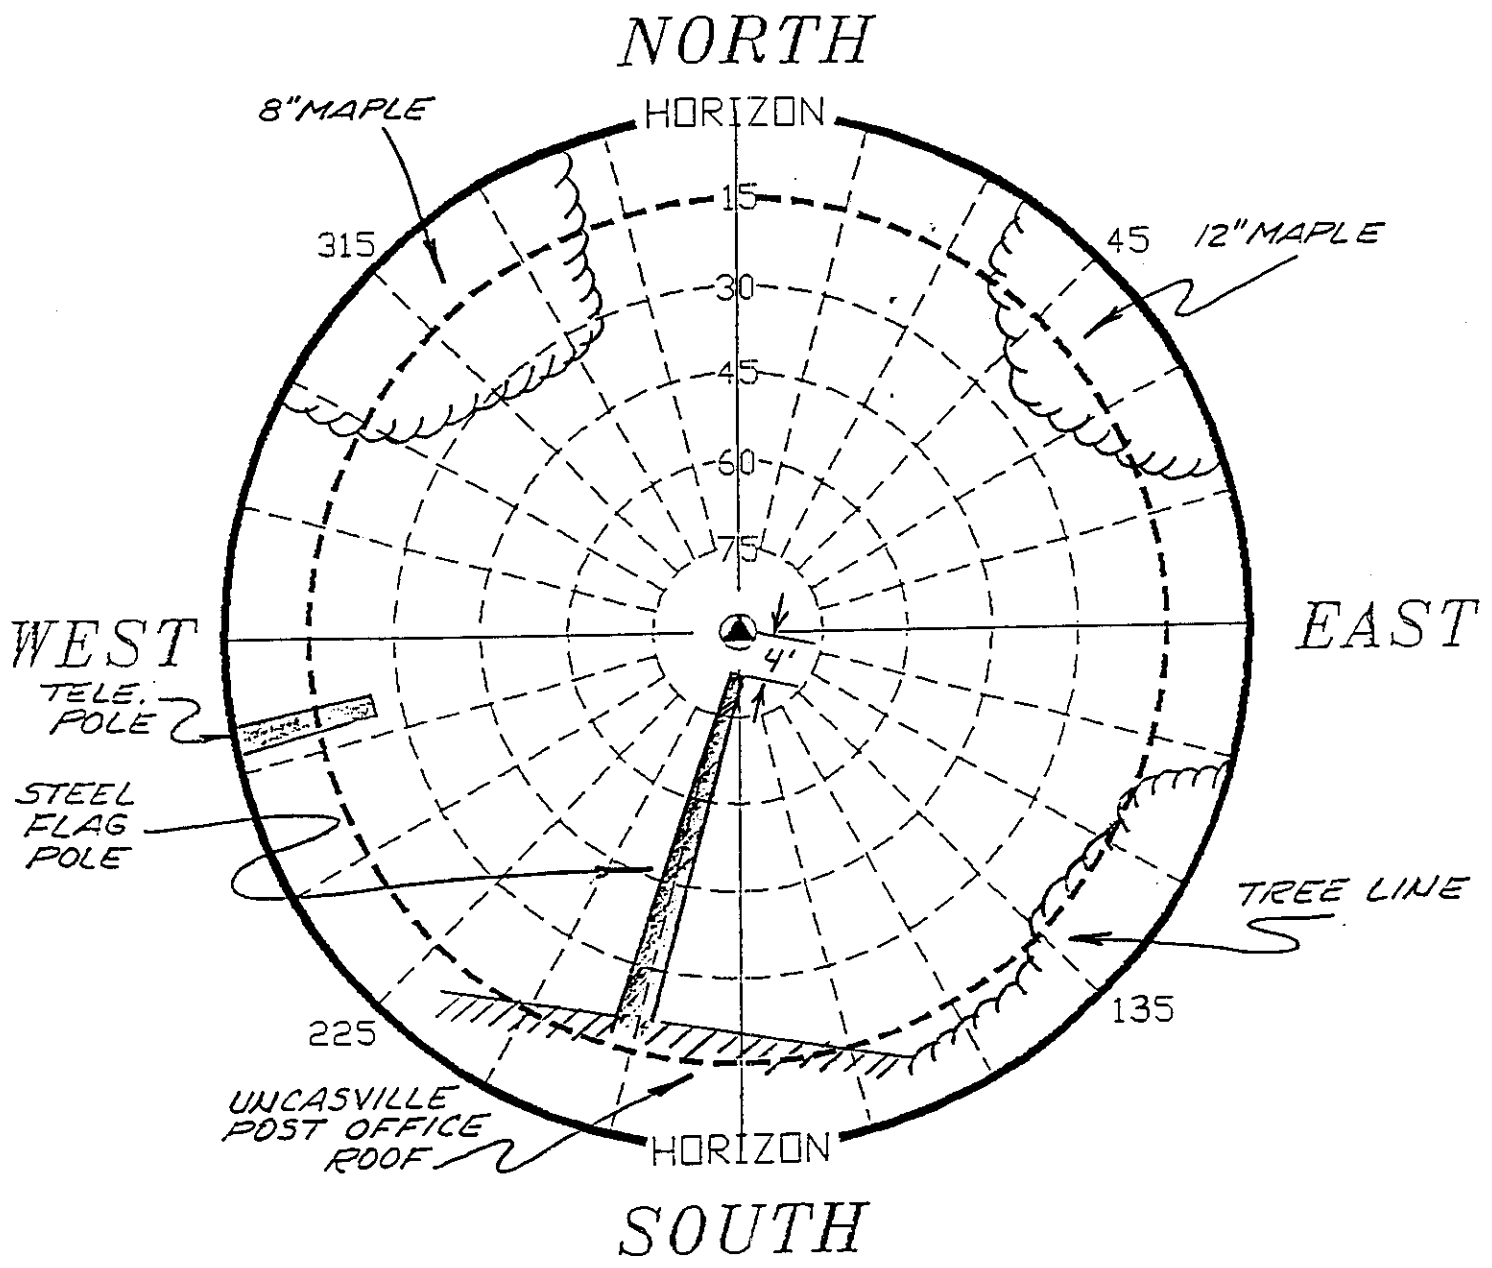 NORTH
8"MAPLE
HORIZON
15
315
45
12"MAPLE
30
45
60
75
WEST
EAST
4'
TELE.
POLE
STEEL
FLAG
POLE
TREE LINE
225
135
UNCASVILLE
POST OFFICE
ROOF
HORIZON
SOUTH